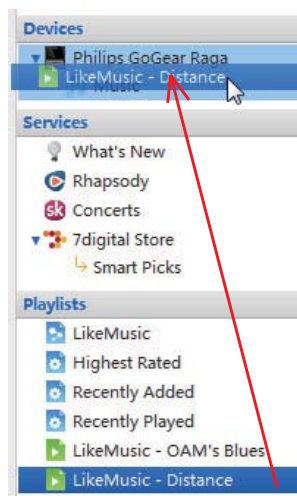 Devices
Philips GoGear Raga
LikeMusic - Distance
Music
Services
What's New
Rhapsody
sk Concerts
7digital Store
Smart Picks
Playlists
LikeMusic
Highest Rated
Recently Added
Recently Played
LikeMusic - OAM's Blues
LikeMusic - Distance